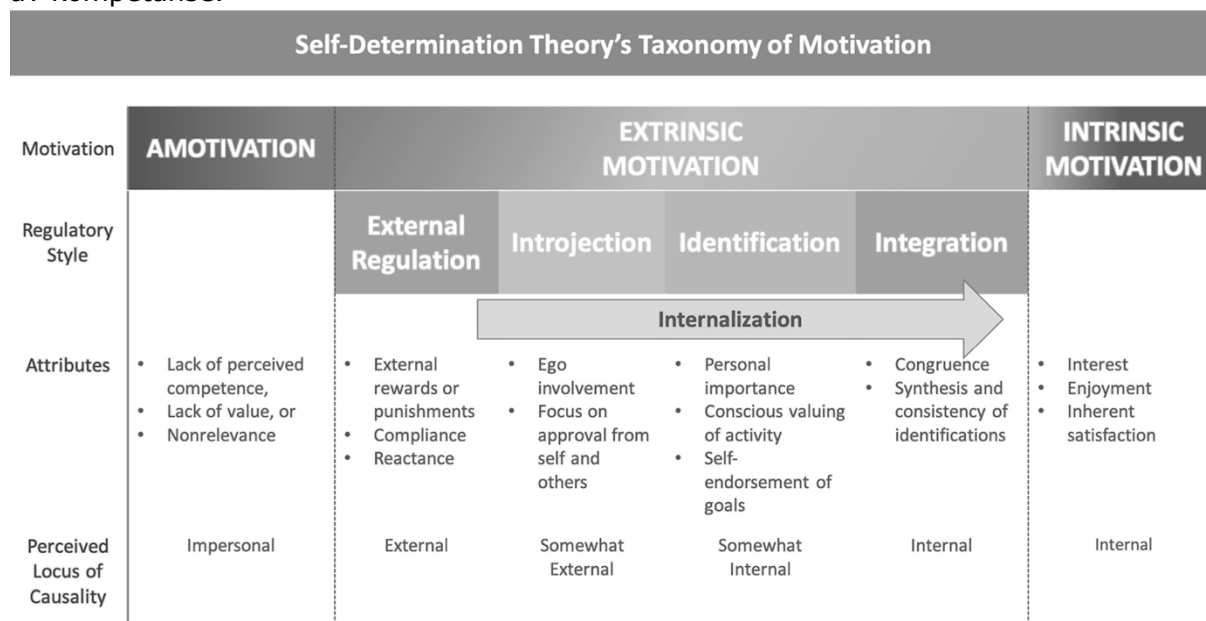 av kompetanse.
Self-Determination Theory's Taxonomy of Motivation
Motivation
AMOTIVATION
EXTRINSIC
MOTIVATION
INTRINSIC
MOTIVATION
Regulatory
Style
External
Regulation
Introjection
Identification
Integration
Internalization
Attributes
• Lack of perceived
competence,
• Lack of value, or
• Nonrelevance
• External
rewards or
punishments
• Compliance
• Reactance
• Ego
involvement
• Focus on
approval from
self and
others
• Personal
importance
• Conscious valuing
of activity
• Self-
endorsement of
goals
• Congruence
• Synthesis and
consistency of
identifications
• Interest
• Enjoyment
• Inherent
satisfaction
Perceived
Locus of
Causality
Impersonal
External
Somewhat
External
Somewhat
Internal
Internal
Internal